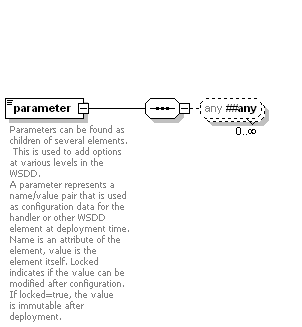 parameter
any ##any
0..∞
Parameters can be found as
children of several elements.
This is used to add options
at various levels in the
WSDD.
A parameter represents a
name/value pair that is used
as configuration data for the
handler or other WSDD
element at deployment time.
Name is an attribute of the
element, value is the
element itself. Locked
indicates if the value can be
modified after configuration.
If locked=true, the value
is immutable after
deployment.